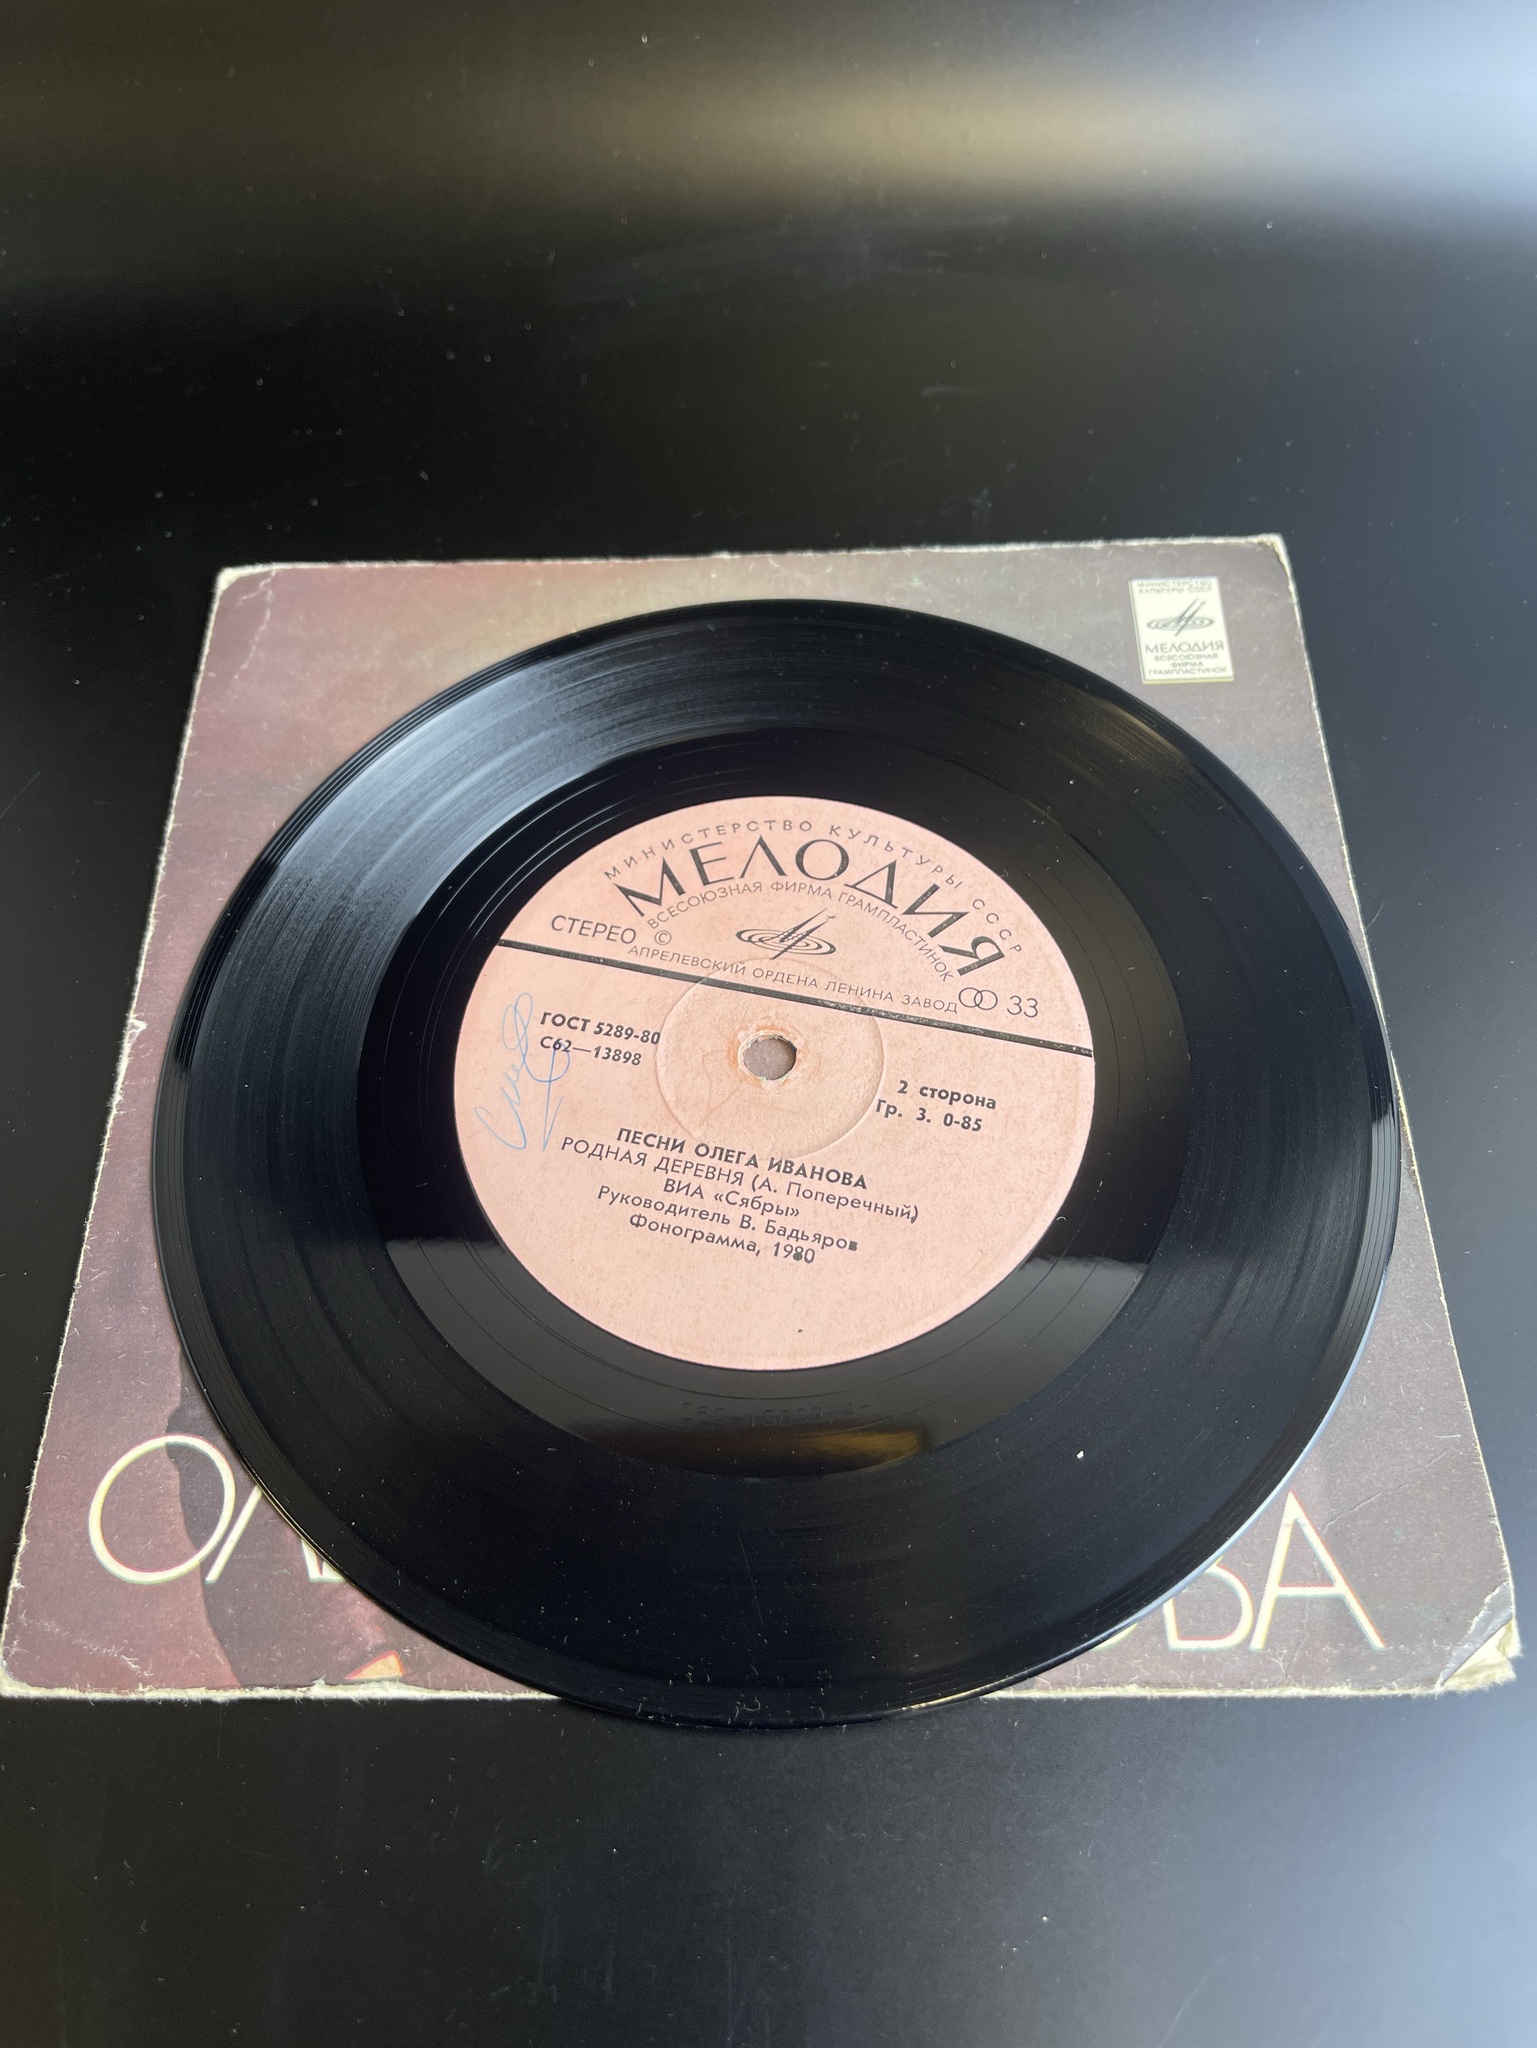 МИНИСТЕРСТВО
КУЛЬТУРЫ СССР
МЕЛОДИЯ
ВСЕСОЮЗНАЯ
ФИРМА
ГРАМПЛАСТИНОК
МИНИСТЕРСТВО КУЛЬТУРЫ СССР
МЕЛОДИЯ
ВСЕСОЮЗНАЯ ФИРМА ГРАМПЛАСТИНОК
СТЕРЕО ©
АПРЕЛЕВСКИЙ ОРДЕНА ЛЕНИНА ЗАВОД
33
ГОСТ 5289-80
С62—13898
2 сторона
Гр. 3. 0-85
ПЕСНИ ОЛЕГА ИВАНОВА
РОДНАЯ ДЕРЕВНЯ (А. Поперечный)
ВИА «Сябры»
Руководитель В. Бадьяров
Фонограмма, 1980